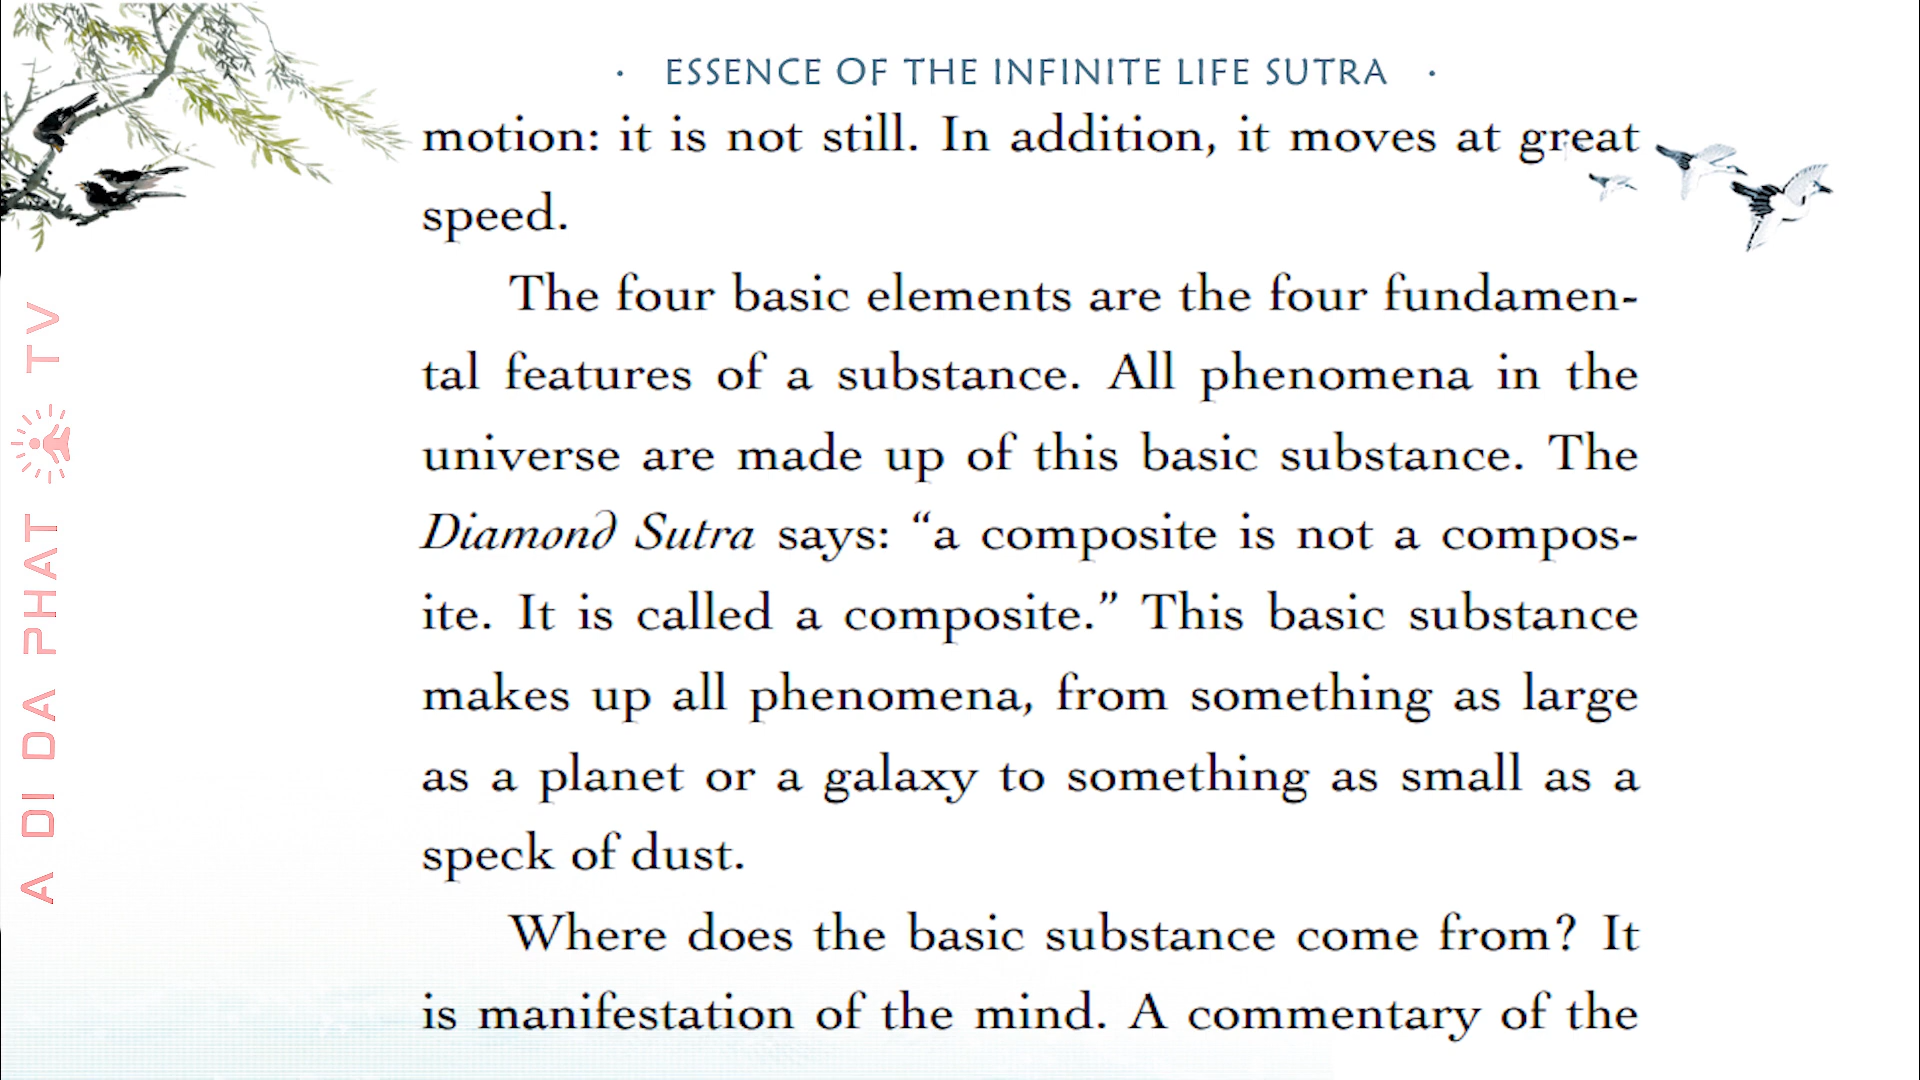 · ESSENCE OF THE INFINITE LIFE SUTRA ·
motion: it is not still. In addition, it moves at great
speed.
The four basic elements are the four fundamen-
tal features of a substance. All phenomena in the
universe are made up of this basic substance. The
Diamond Sutra says: “a composite is not a compos-
ite. It is called a composite.” This basic substance
makes up all phenomena, from something as large
as a planet or a galaxy to something as small as a
speck of dust.
Where does the basic substance come from? It
is manifestation of the mind. A commentary of the
A DI DA PHAT TV